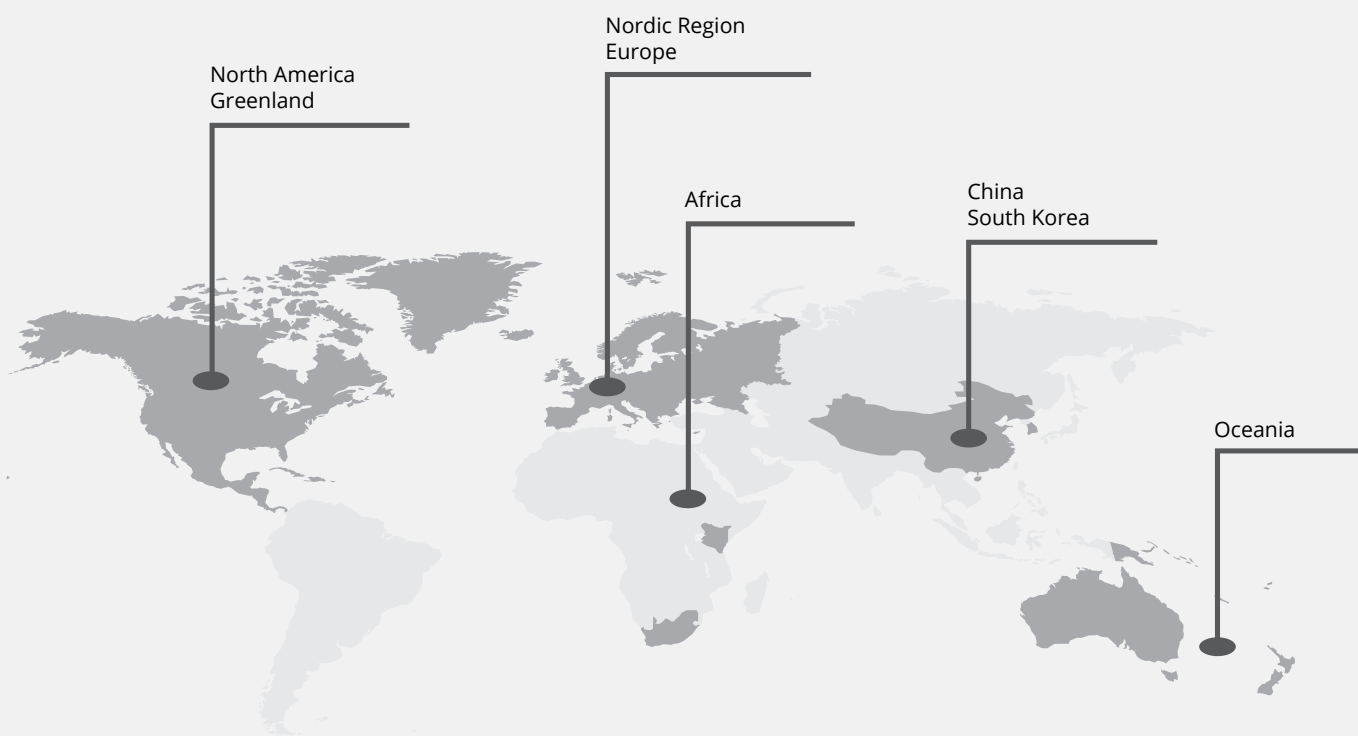 North America
Greenland
Nordic Region
Europe
Africa
China
South Korea
Oceania